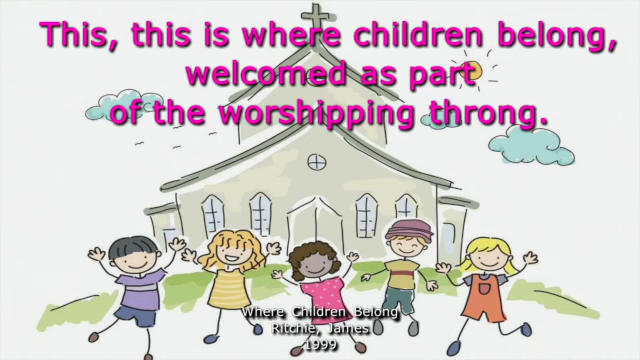 This, this is where children belong,
welcomed as part
of the worshipping throng.
Where Children Belong
Ritchie, James
1999